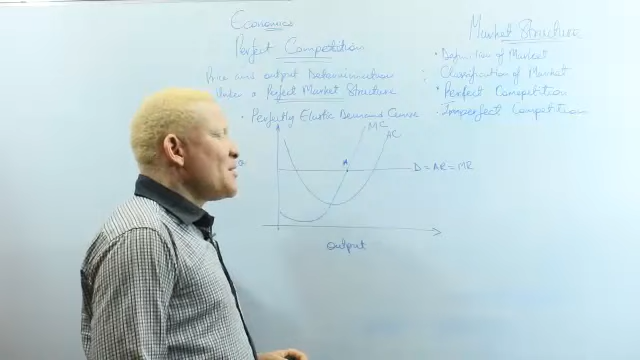 Economics
Perfect Competition
Price and output Determination
Under a Perfect Market Structure
• Perfectly Elastic Demand Curve
MC
AC
A
D = AR = MR
output
Market Structure
• Definition of Market
Classification of Market
• Perfect Competition
• Imperfect Competition